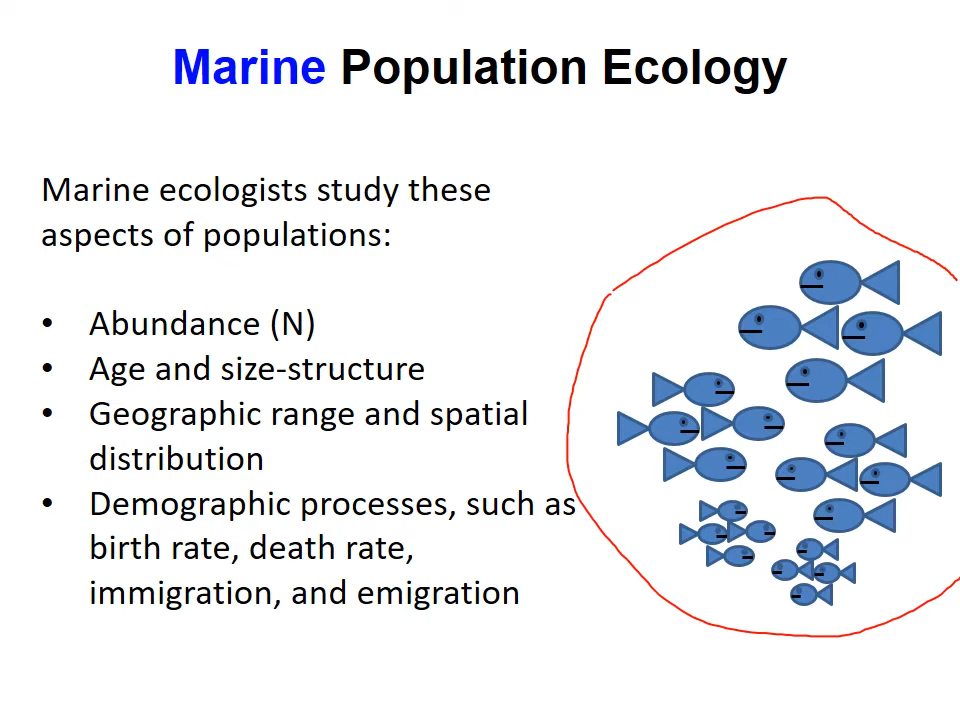 Marine Population Ecology
Marine ecologists study these
aspects of populations:
• Abundance (N)
• Age and size-structure
• Geographic range and spatial
distribution
• Demographic processes, such as
birth rate, death rate,
immigration, and emigration